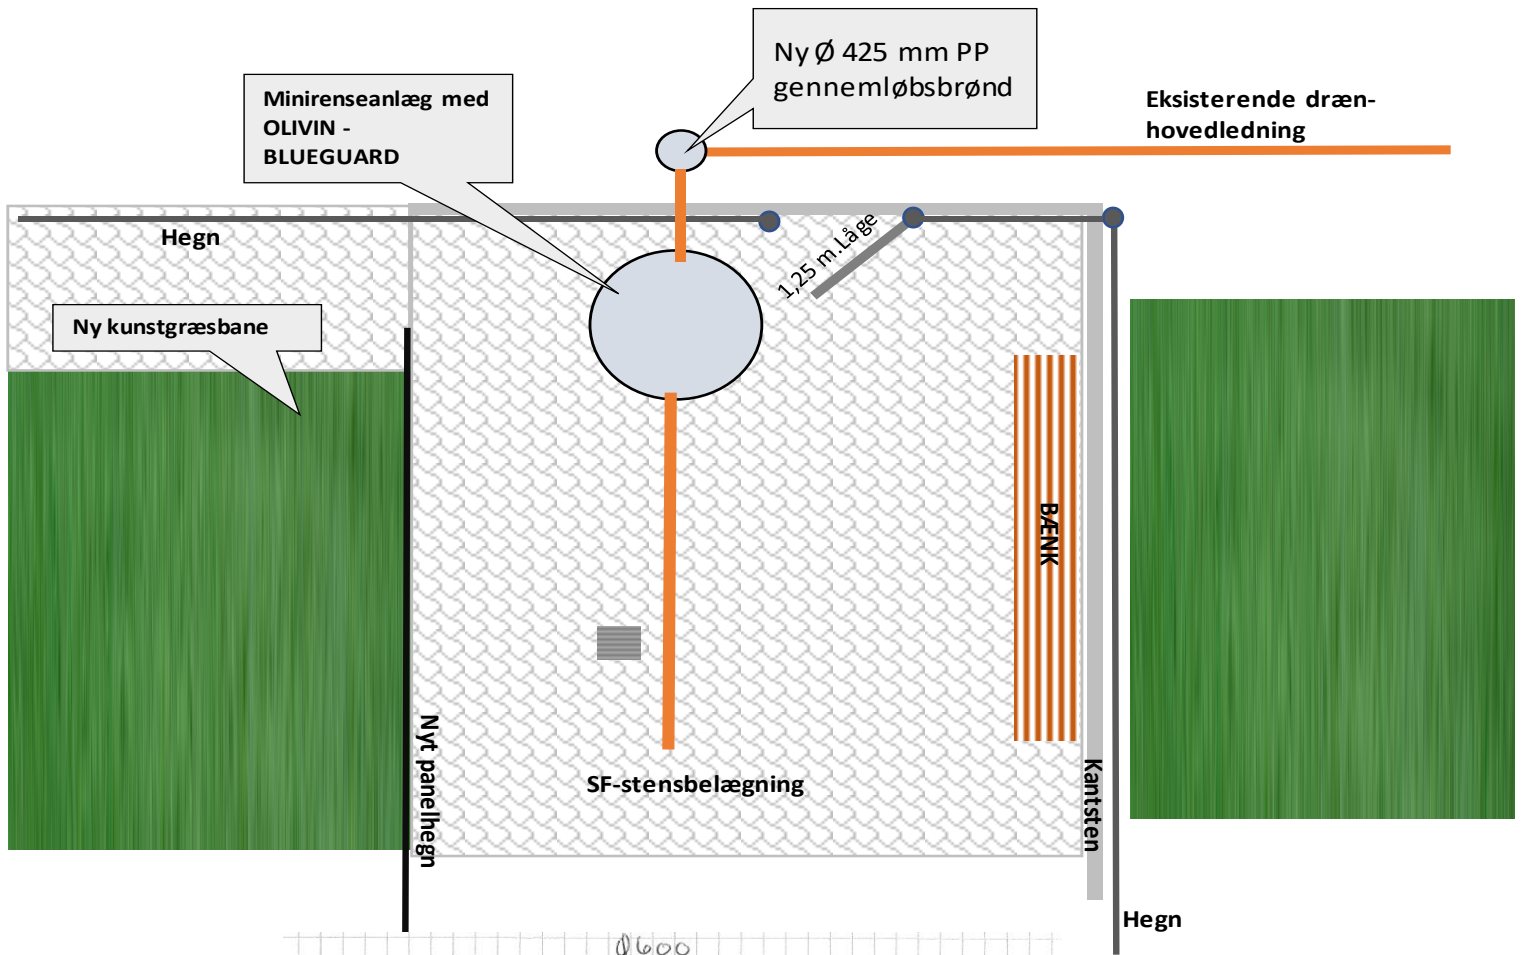 Ny Ø 425 mm PP
gennemløbsbrønd
Minirenseanlæg med
OLIVIN -
BLUEGUARD
Eksisterende dræn-
hovedledning
Hegn
1,25 m.Låge
Ny kunstgræsbane
BÆNK
Nyt panelhegn
SF-stensbelægning
Kantsten
Hegn
Ø600